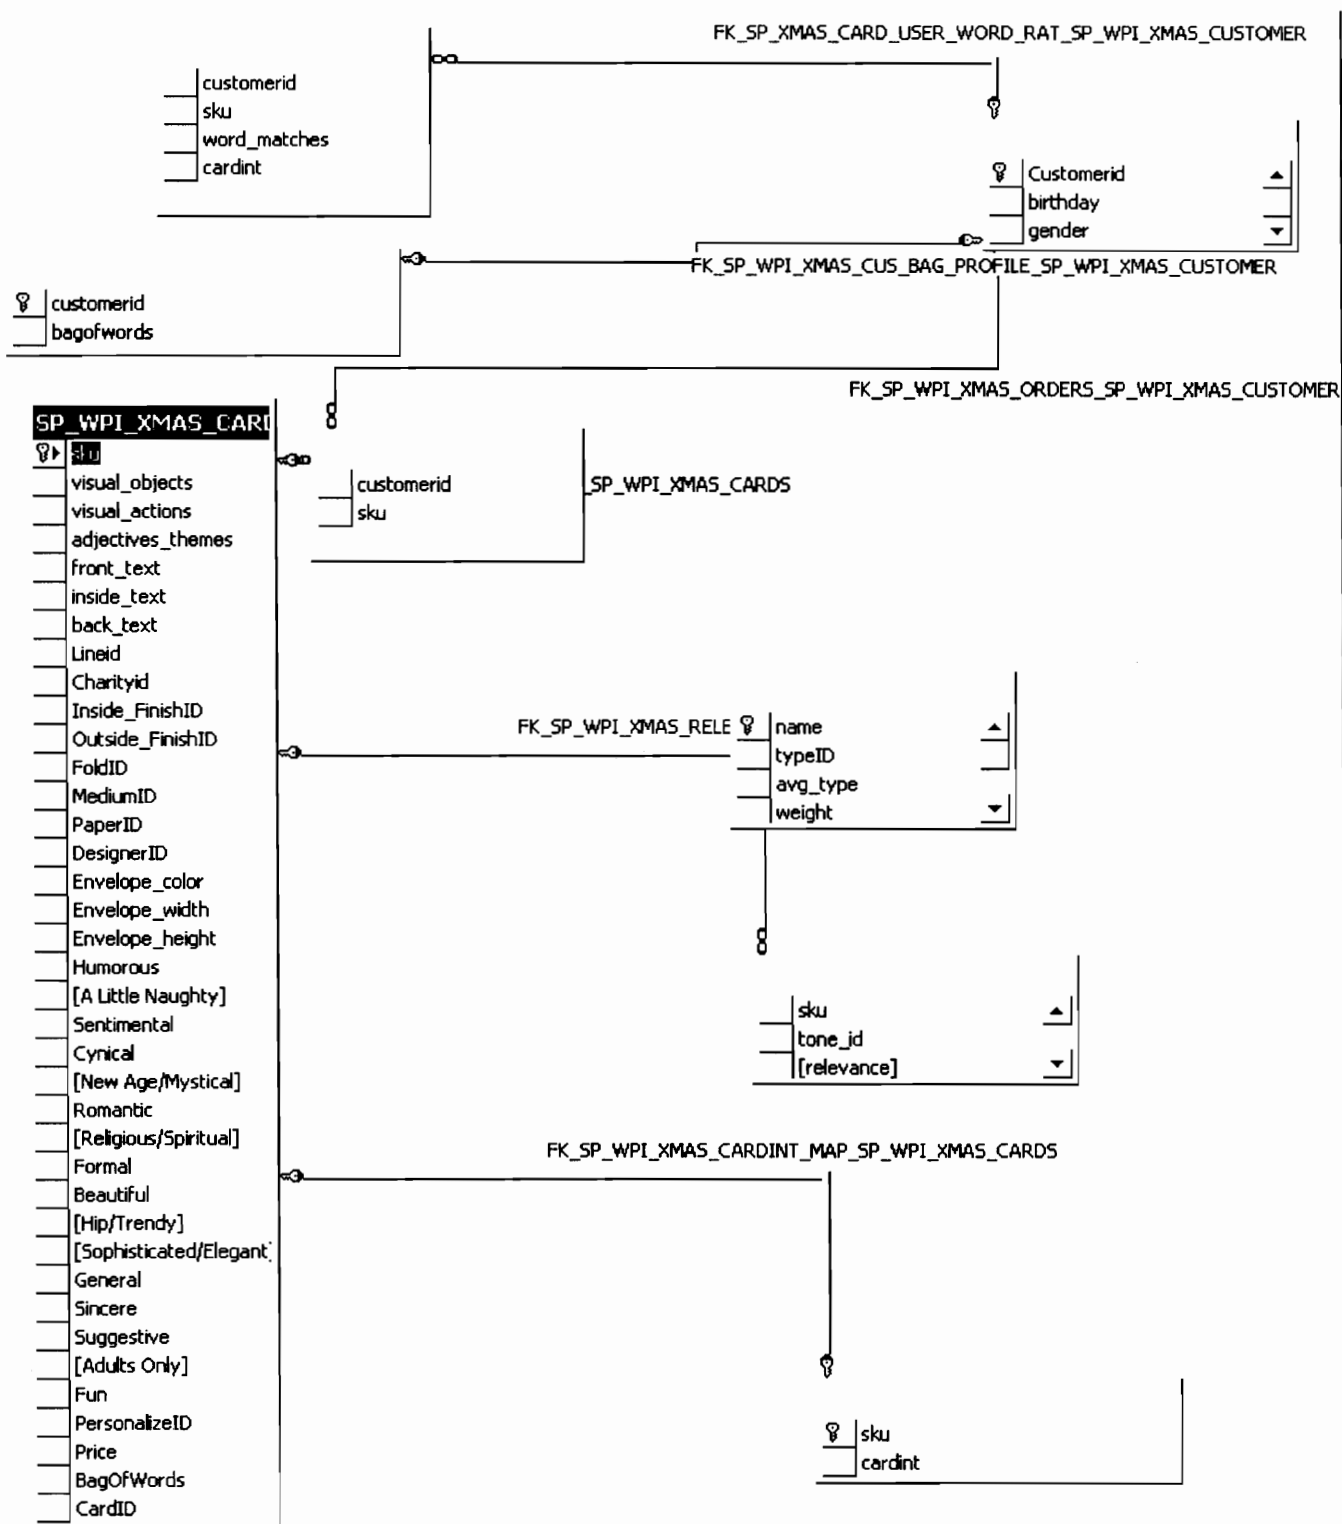 FK_SP_XMAS_CARD_USER_WORD_RAT_SP_WPI_XMAS_CUSTOMER
customerid
sku
word_matches
cardint
Customerid
birthday
gender
FK_SP_WPI_XMAS_CUS_BAG_PROFILE_SP_WPI_XMAS_CUSTOMER
customerid
bagofwords
FK_SP_WPI_XMAS_ORDERS_SP_WPI_XMAS_CUSTOMER
SP_WPI_XMAS_CARD
sku
visual_objects
visual_actions
adjectives_themes
front_text
inside_text
back_text
Lineid
Charityid
Inside_FinishID
Outside_FinishID
FoldID
MediumID
PaperID
DesignerID
Envelope_color
Envelope_width
Envelope_height
Humorous
[A Little Naughty]
Sentimental
Cynical
[New Age/Mystical]
Romantic
[Religious/Spiritual]
Formal
Beautiful
[Hip/Trendy]
[Sophisticated/Elegant]
General
Sincere
Suggestive
[Adults Only]
Fun
PersonalizeID
Price
BagOfWords
CardID
customerid
sku
_SP_WPI_XMAS_CARDS
FK_SP_WPI_XMAS_RELE
name
typeID
avg_type
weight
sku
tone_id
[relevance]
FK_SP_WPI_XMAS_CARDINT_MAP_SP_WPI_XMAS_CARDS
sku
cardint